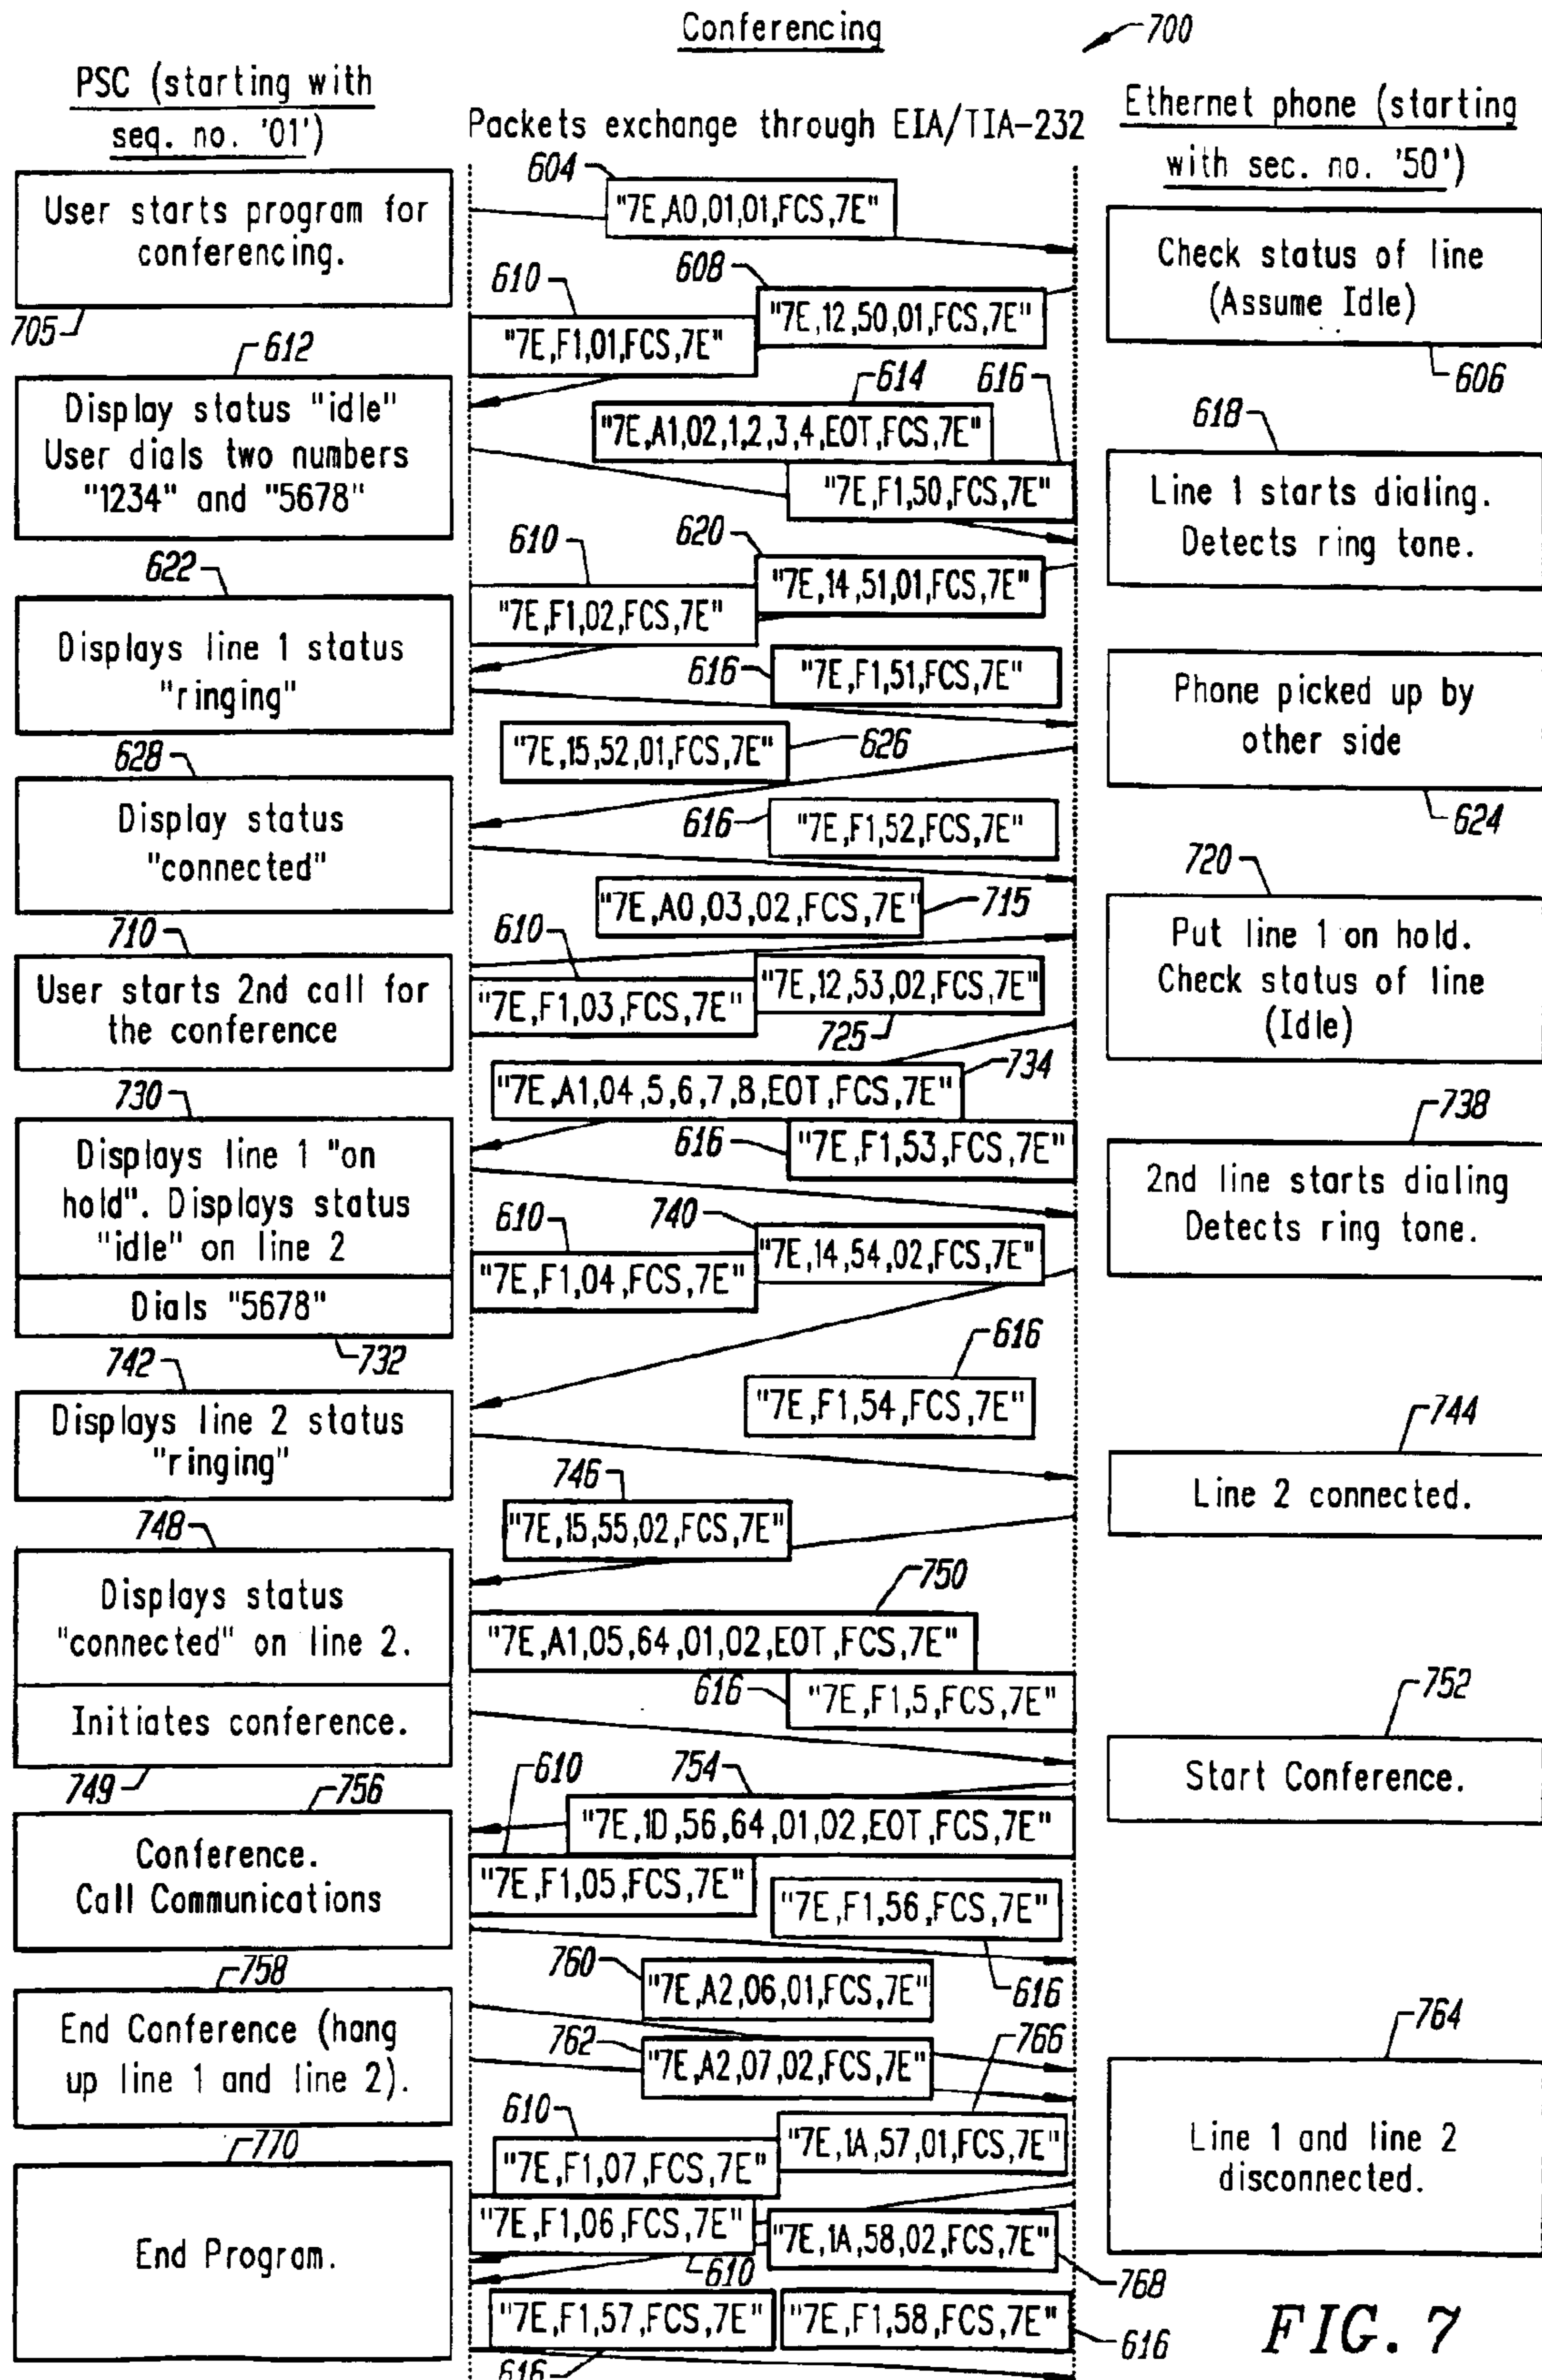 Conferencing
700
PSC (starting with
seq. no. '01')
Packets exchange through EIA/TIA-232
Ethernet phone (starting
with sec. no. '50')
604
"7E,A0,01,01,FCS,7E"
User starts program for
conferencing.
705
Check status of line
(Assume Idle)
606
608
"7E,12,50,01,FCS,7E"
610
"7E,F1,01,FCS,7E"
612
Display status "idle"
User dials two numbers
"1234" and "5678"
614
"7E,A1,02,1,2,3,4,EOT,FCS,7E"
616
"7E,F1,50,FCS,7E"
618
Line 1 starts dialing.
Detects ring tone.
610
"7E,F1,02,FCS,7E"
620
"7E,14,51,01,FCS,7E"
622
Displays line 1 status
"ringing"
616
"7E,F1,51,FCS,7E"
Phone picked up by
other side
624
"7E,15,52,01,FCS,7E"
626
628
Display status
"connected"
616
"7E,F1,52,FCS,7E"
"7E,A0,03,02,FCS,7E"
715
720
Put line 1 on hold.
Check status of line
(Idle)
710
User starts 2nd call for
the conference
610
"7E,F1,03,FCS,7E"
"7E,12,53,02,FCS,7E"
725
"7E,A1,04,5,6,7,8,EOT,FCS,7E"
734
730
Displays line 1 "on
hold". Displays status
"idle" on line 2
Dials "5678"
732
616
"7E,F1,53,FCS,7E"
738
2nd line starts dialing
Detects ring tone.
610
"7E,F1,04,FCS,7E"
740
"7E,14,54,02,FCS,7E"
742
Displays line 2 status
"ringing"
616
"7E,F1,54,FCS,7E"
744
Line 2 connected.
746
"7E,15,55,02,FCS,7E"
748
Displays status
"connected" on line 2.
Initiates conference.
749
750
"7E,A1,05,64,01,02,EOT,FCS,7E"
616
"7E,F1,5,FCS,7E"
752
Start Conference.
610
754
"7E,1D,56,64,01,02,EOT,FCS,7E"
756
Conference.
Call Communications
"7E,F1,05,FCS,7E"
"7E,F1,56,FCS,7E"
616
758
End Conference (hang
up line 1 and line 2).
760
"7E,A2,06,01,FCS,7E"
762
"7E,A2,07,02,FCS,7E"
766
764
Line 1 and line 2
disconnected.
610
"7E,F1,07,FCS,7E"
"7E,1A,57,01,FCS,7E"
770
End Program.
"7E,F1,06,FCS,7E"
610
"7E,1A,58,02,FCS,7E"
768
"7E,F1,57,FCS,7E"
"7E,F1,58,FCS,7E"
616
616
FIG. 7